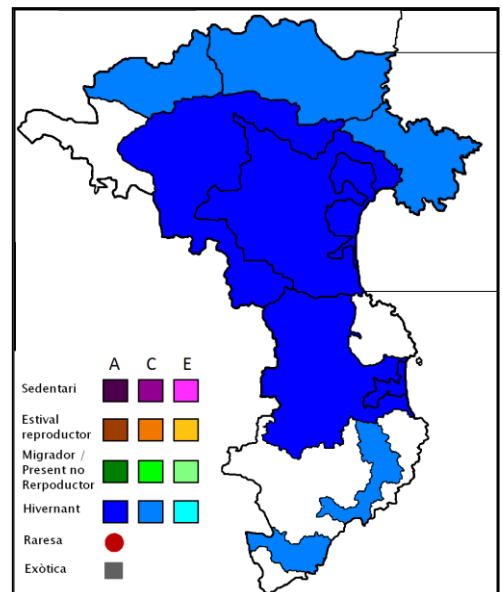 A C E
Sedentari
Estival
reproductor
Migrador /
Present no
Rerpoductor
Hivernant
Raresa
Exòtica